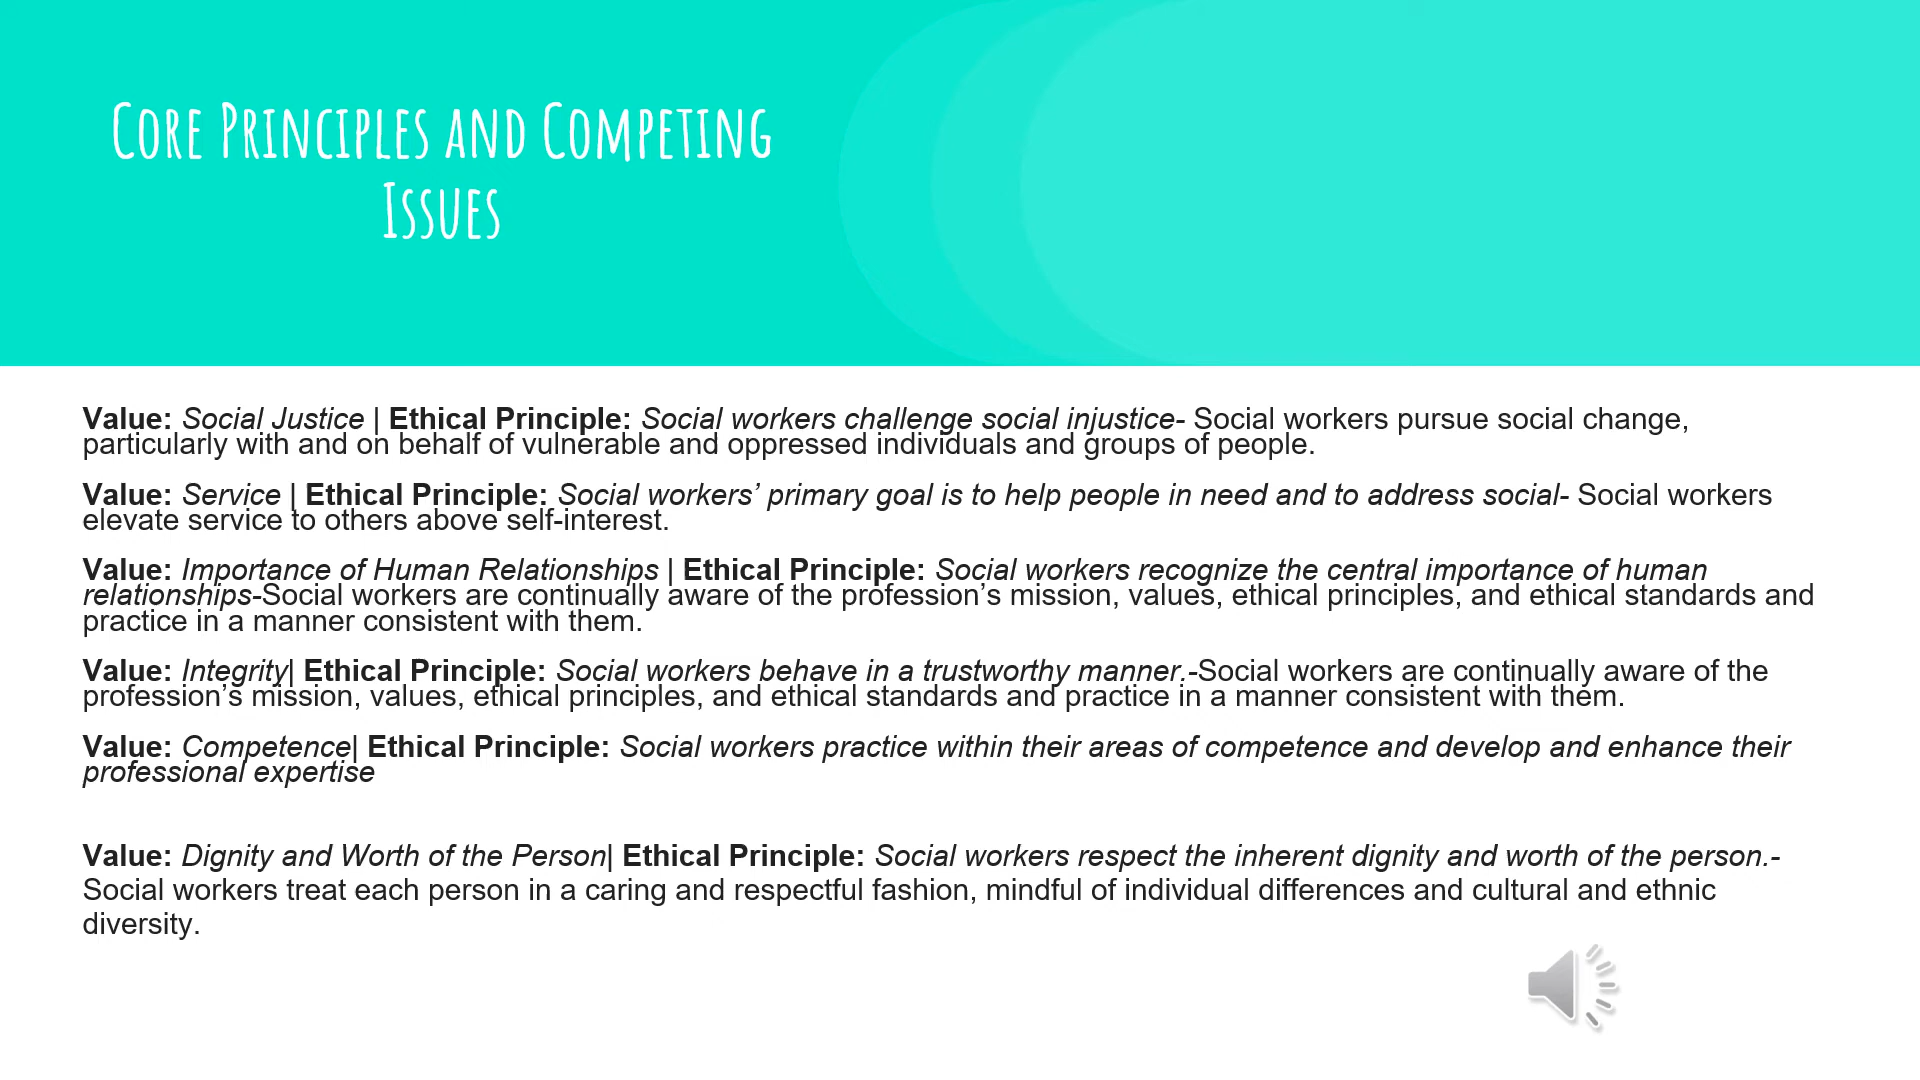 Core Principles and Competing
Issues
Value: Social Justice | Ethical Principle: Social workers challenge social injustice- Social workers pursue social change,
particularly with and on behalf of vulnerable and oppressed individuals and groups of people.
Value: Service | Ethical Principle: Social workers’ primary goal is to help people in need and to address social- Social workers
elevate service to others above self-interest.
Value: Importance of Human Relationships | Ethical Principle: Social workers recognize the central importance of human
relationships-Social workers are continually aware of the profession’s mission, values, ethical principles, and ethical standards and
practice in a manner consistent with them.
Value: Integrity| Ethical Principle: Social workers behave in a trustworthy manner.-Social workers are continually aware of the
profession’s mission, values, ethical principles, and ethical standards and practice in a manner consistent with them.
Value: Competence| Ethical Principle: Social workers practice within their areas of competence and develop and enhance their
professional expertise
Value: Dignity and Worth of the Person| Ethical Principle: Social workers respect the inherent dignity and worth of the person.-
Social workers treat each person in a caring and respectful fashion, mindful of individual differences and cultural and ethnic
diversity.